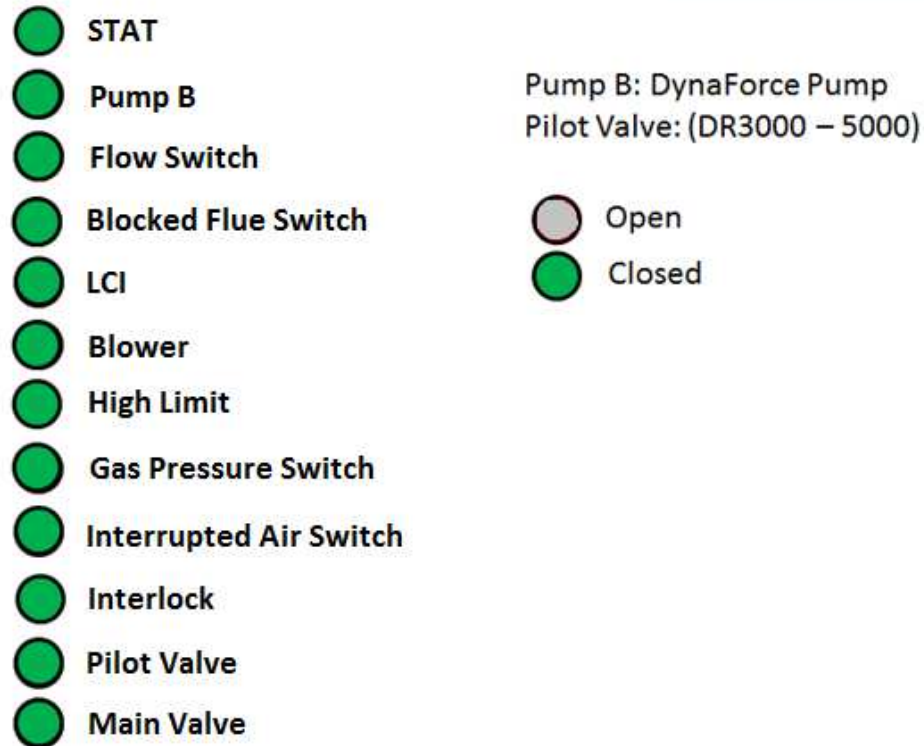 STAT
Pump B
Flow Switch
Blocked Flue Switch
LCI
Blower
High Limit
Gas Pressure Switch
Interrupted Air Switch
Interlock
Pilot Valve
Main Valve
Pump B: DynaForce Pump
Pilot Valve: (DR3000 – 5000)
Open
Closed